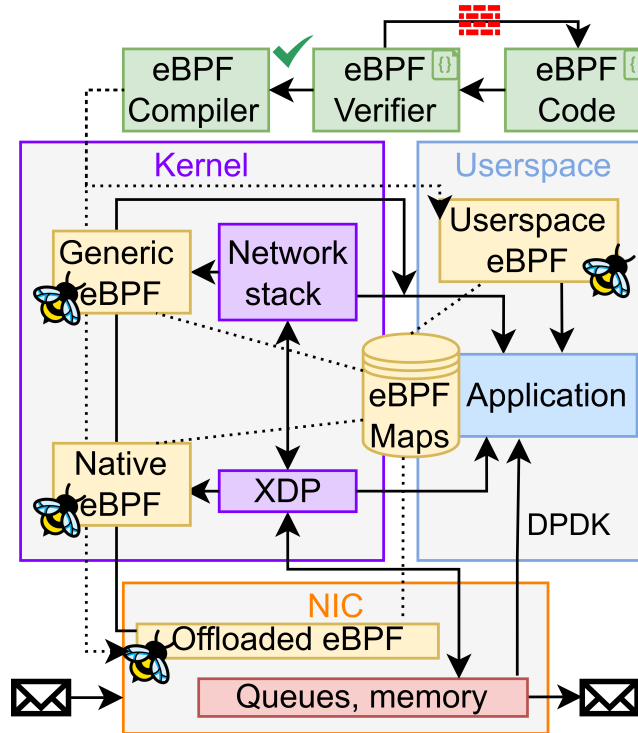 eBPF
Compiler
eBPF
Verifier
{}
eBPF
Code
{}
Kernel
Userspace
Generic
eBPF
Network
stack
Userspace
eBPF
eBPF
Maps
Application
Native
eBPF
XDP
DPDK
NIC
Offloaded eBPF
Queues, memory